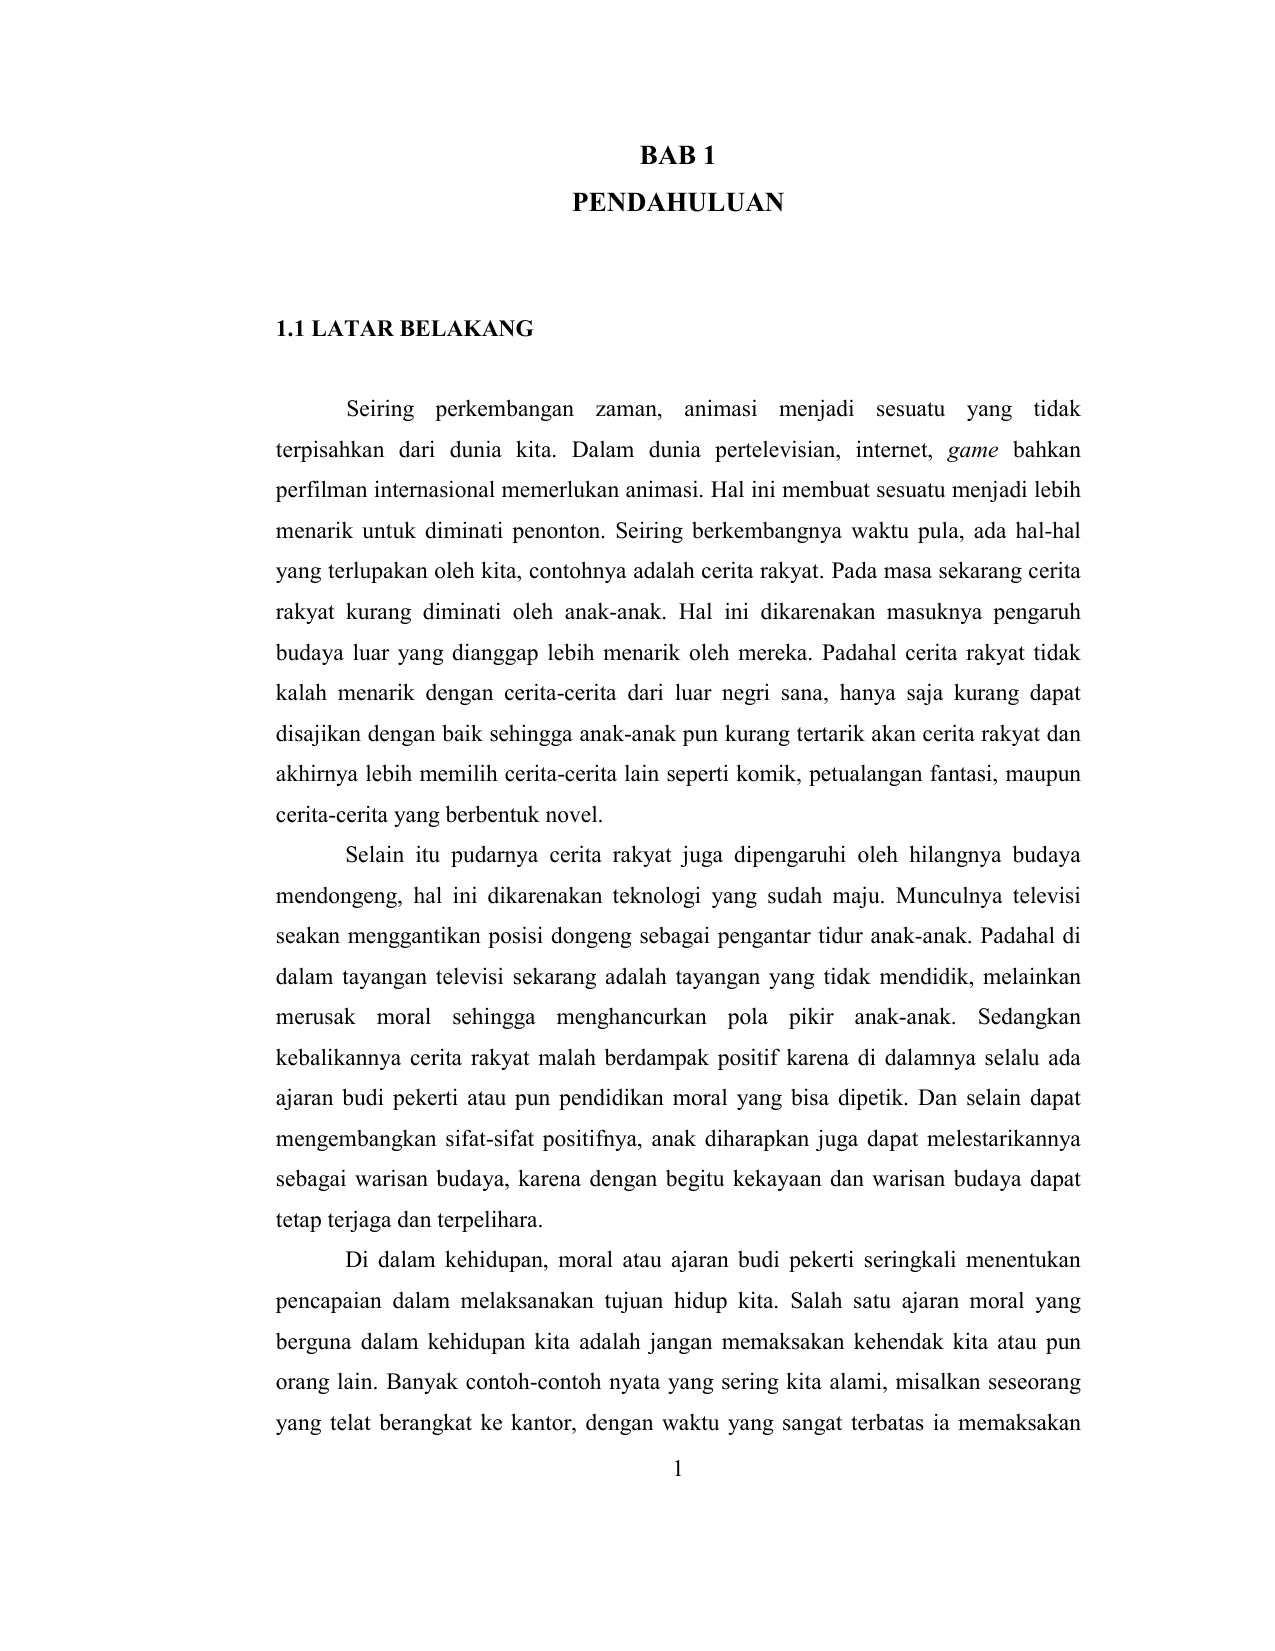 BAB 1
PENDAHULUAN
1.1 LATAR BELAKANG
Seiring perkembangan zaman, animasi menjadi sesuatu yang tidak
terpisahkan dari dunia kita. Dalam dunia pertelevisian, internet, game bahkan
perfilman internasional memerlukan animasi. Hal ini membuat sesuatu menjadi lebih
menarik untuk diminati penonton. Seiring berkembangnya waktu pula, ada hal-hal
yang terlupakan oleh kita, contohnya adalah cerita rakyat. Pada masa sekarang cerita
rakyat kurang diminati oleh anak-anak. Hal ini dikarenakan masuknya pengaruh
budaya luar yang dianggap lebih menarik oleh mereka. Padahal cerita rakyat tidak
kalah menarik dengan cerita-cerita dari luar negri sana, hanya saja kurang dapat
disajikan dengan baik sehingga anak-anak pun kurang tertarik akan cerita rakyat dan
akhirnya lebih memilih cerita-cerita lain seperti komik, petualangan fantasi, maupun
cerita-cerita yang berbentuk novel.
Selain itu pudarnya cerita rakyat juga dipengaruhi oleh hilangnya budaya
mendongeng, hal ini dikarenakan teknologi yang sudah maju. Munculnya televisi
seakan menggantikan posisi dongeng sebagai pengantar tidur anak-anak. Padahal di
dalam tayangan televisi sekarang adalah tayangan yang tidak mendidik, melainkan
merusak moral sehingga menghancurkan pola pikir anak-anak. Sedangkan
kebalikannya cerita rakyat malah berdampak positif karena di dalamnya selalu ada
ajaran budi pekerti atau pun pendidikan moral yang bisa dipetik. Dan selain dapat
mengembangkan sifat-sifat positifnya, anak diharapkan juga dapat melestarikannya
sebagai warisan budaya, karena dengan begitu kekayaan dan warisan budaya dapat
tetap terjaga dan terpelihara.
Di dalam kehidupan, moral atau ajaran budi pekerti seringkali menentukan
pencapaian dalam melaksanakan tujuan hidup kita. Salah satu ajaran moral yang
berguna dalam kehidupan kita adalah jangan memaksakan kehendak kita atau pun
orang lain. Banyak contoh-contoh nyata yang sering kita alami, misalkan seseorang
yang telat berangkat ke kantor, dengan waktu yang sangat terbatas ia memaksakan
1